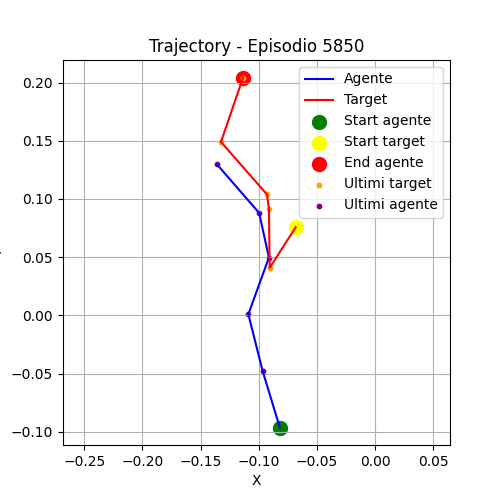 Trajectory - Episodio 5850
0.20
0.15
0.10
0.05
0.00
−0.05
−0.10
Agente
Target
Start agente
Start target
End agente
Ultimi target
Ultimi agente
−0.25
−0.20
−0.15
−0.10
−0.05
0.00
0.05
X